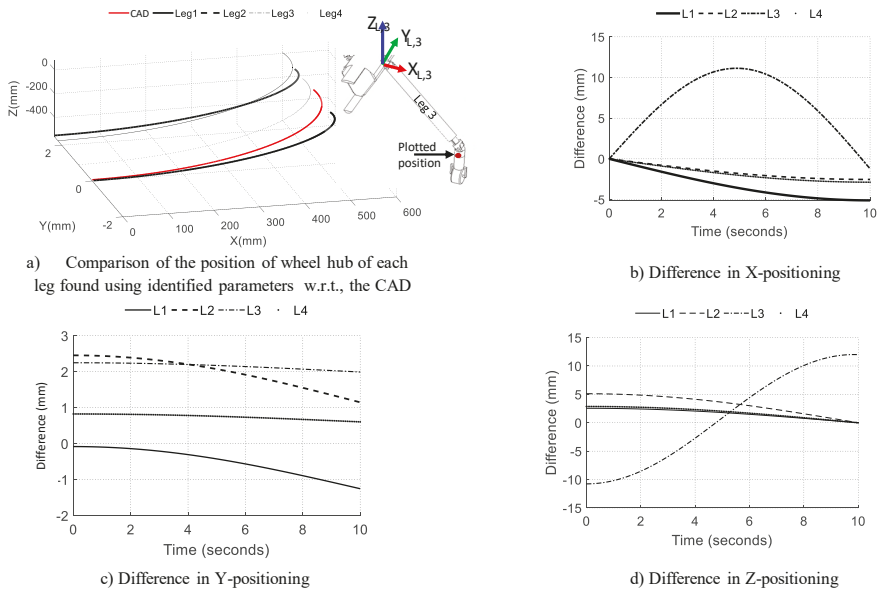 CAD Leg1 Leg2 Leg3 Leg4
Z(mm)
0
-200
-400
2
0
-2
Y(mm)
0
100
200
300
400
500
600
X(mm)
ZL,3
YL,3
XL,3
Leg 3
Plotted
position
a) Comparison of the position of wheel hub of each
leg found using identified parameters w.r.t., the CAD
L1 L2 L3 L4
15
10
5
0
-5
Difference (mm)
0 2 4 6 8 10
Time (seconds)
b) Difference in X-positioning
L1 L2 L3 L4
3
2
1
0
-1
-2
Difference (mm)
0 2 4 6 8 10
Time (seconds)
c) Difference in Y-positioning
L1 L2 L3 L4
15
10
5
0
-5
-10
-15
Difference (mm)
0 2 4 6 8 10
Time (seconds)
d) Difference in Z-positioning